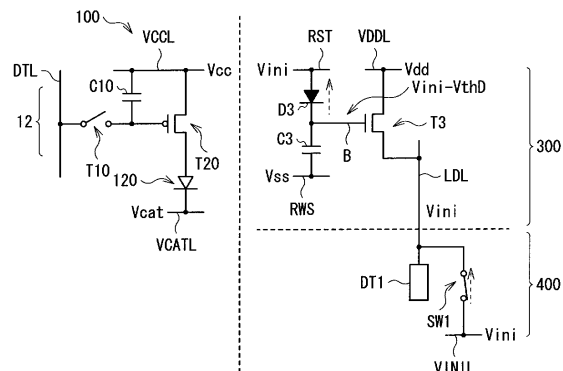 100
VCCL
RST
VDDL
DTL
Vcc
Vini
Vdd
C10
Vini-VthD
D3
12
T3
C3
B
300
T10
T20
120
Vss
LDL
RWS
Vini
Vcat
VCATL
DT1
400
SW1
Vini
VINIL